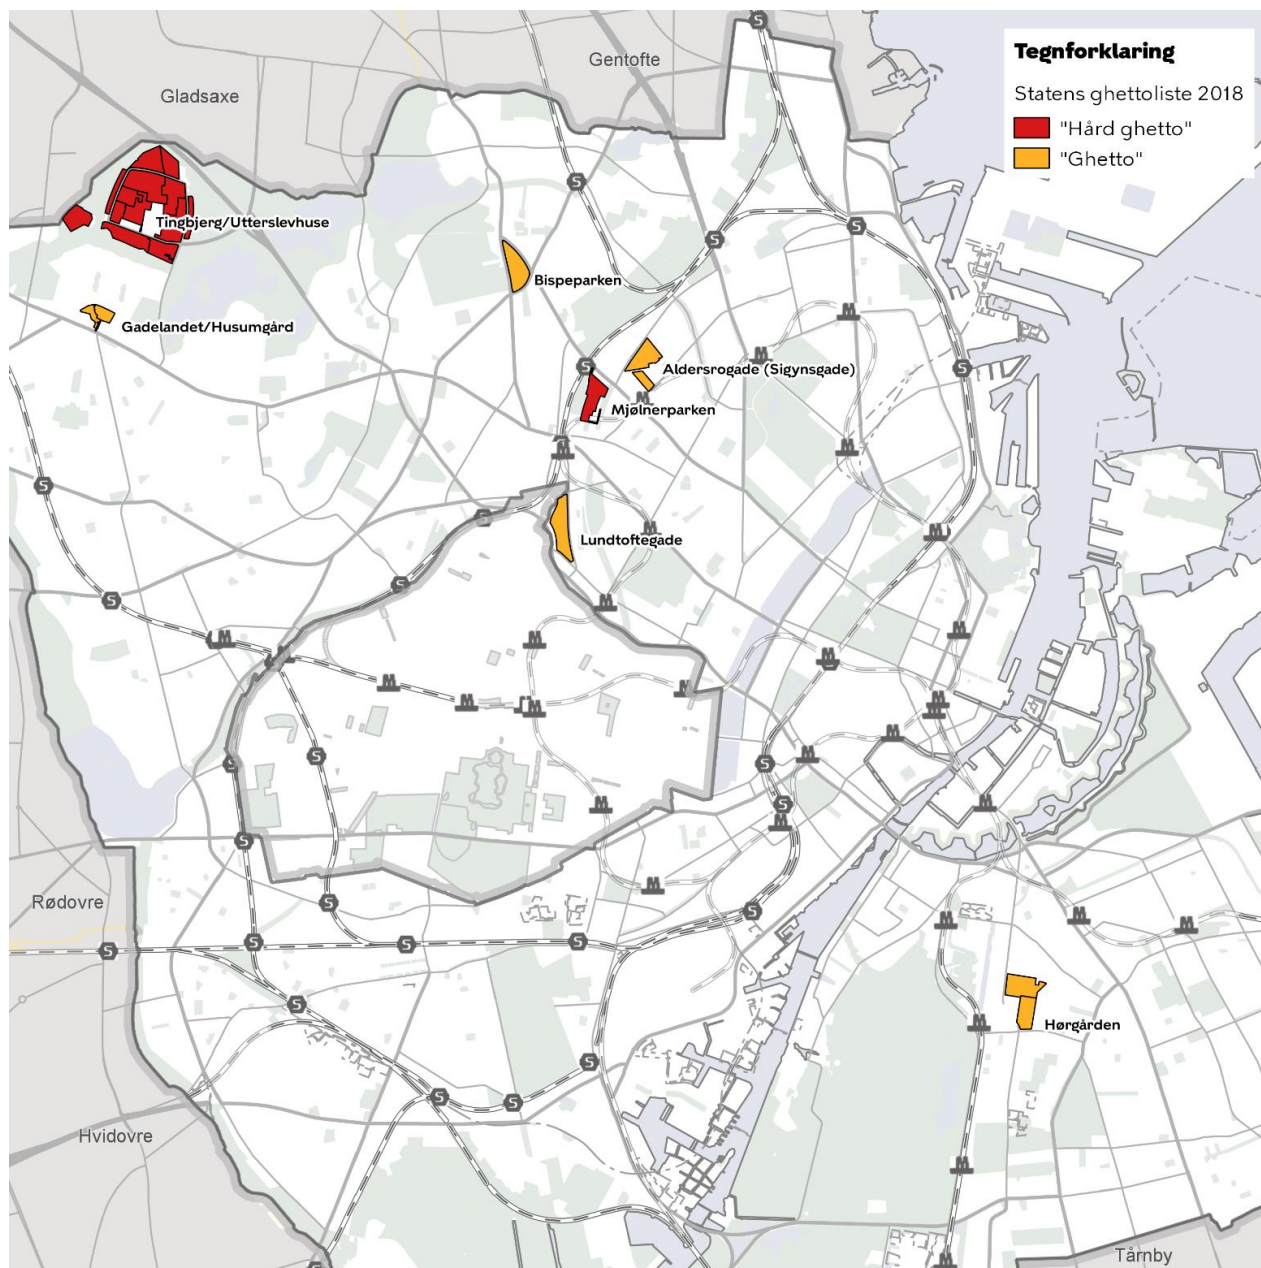 Tegnforklaring
Statens ghettoliste 2018
"Hård ghetto"
"Ghetto"
Gentofte
Gladsaxe
Tingbjerg/Utterslevhuse
Bispeparken
Gadelandet/Husumgård
Aldersrogade (Sigynsgade)
Mjølnerparken
Lundtoftegade
Rødovre
Hørgården
Hvidovre
Tårnby